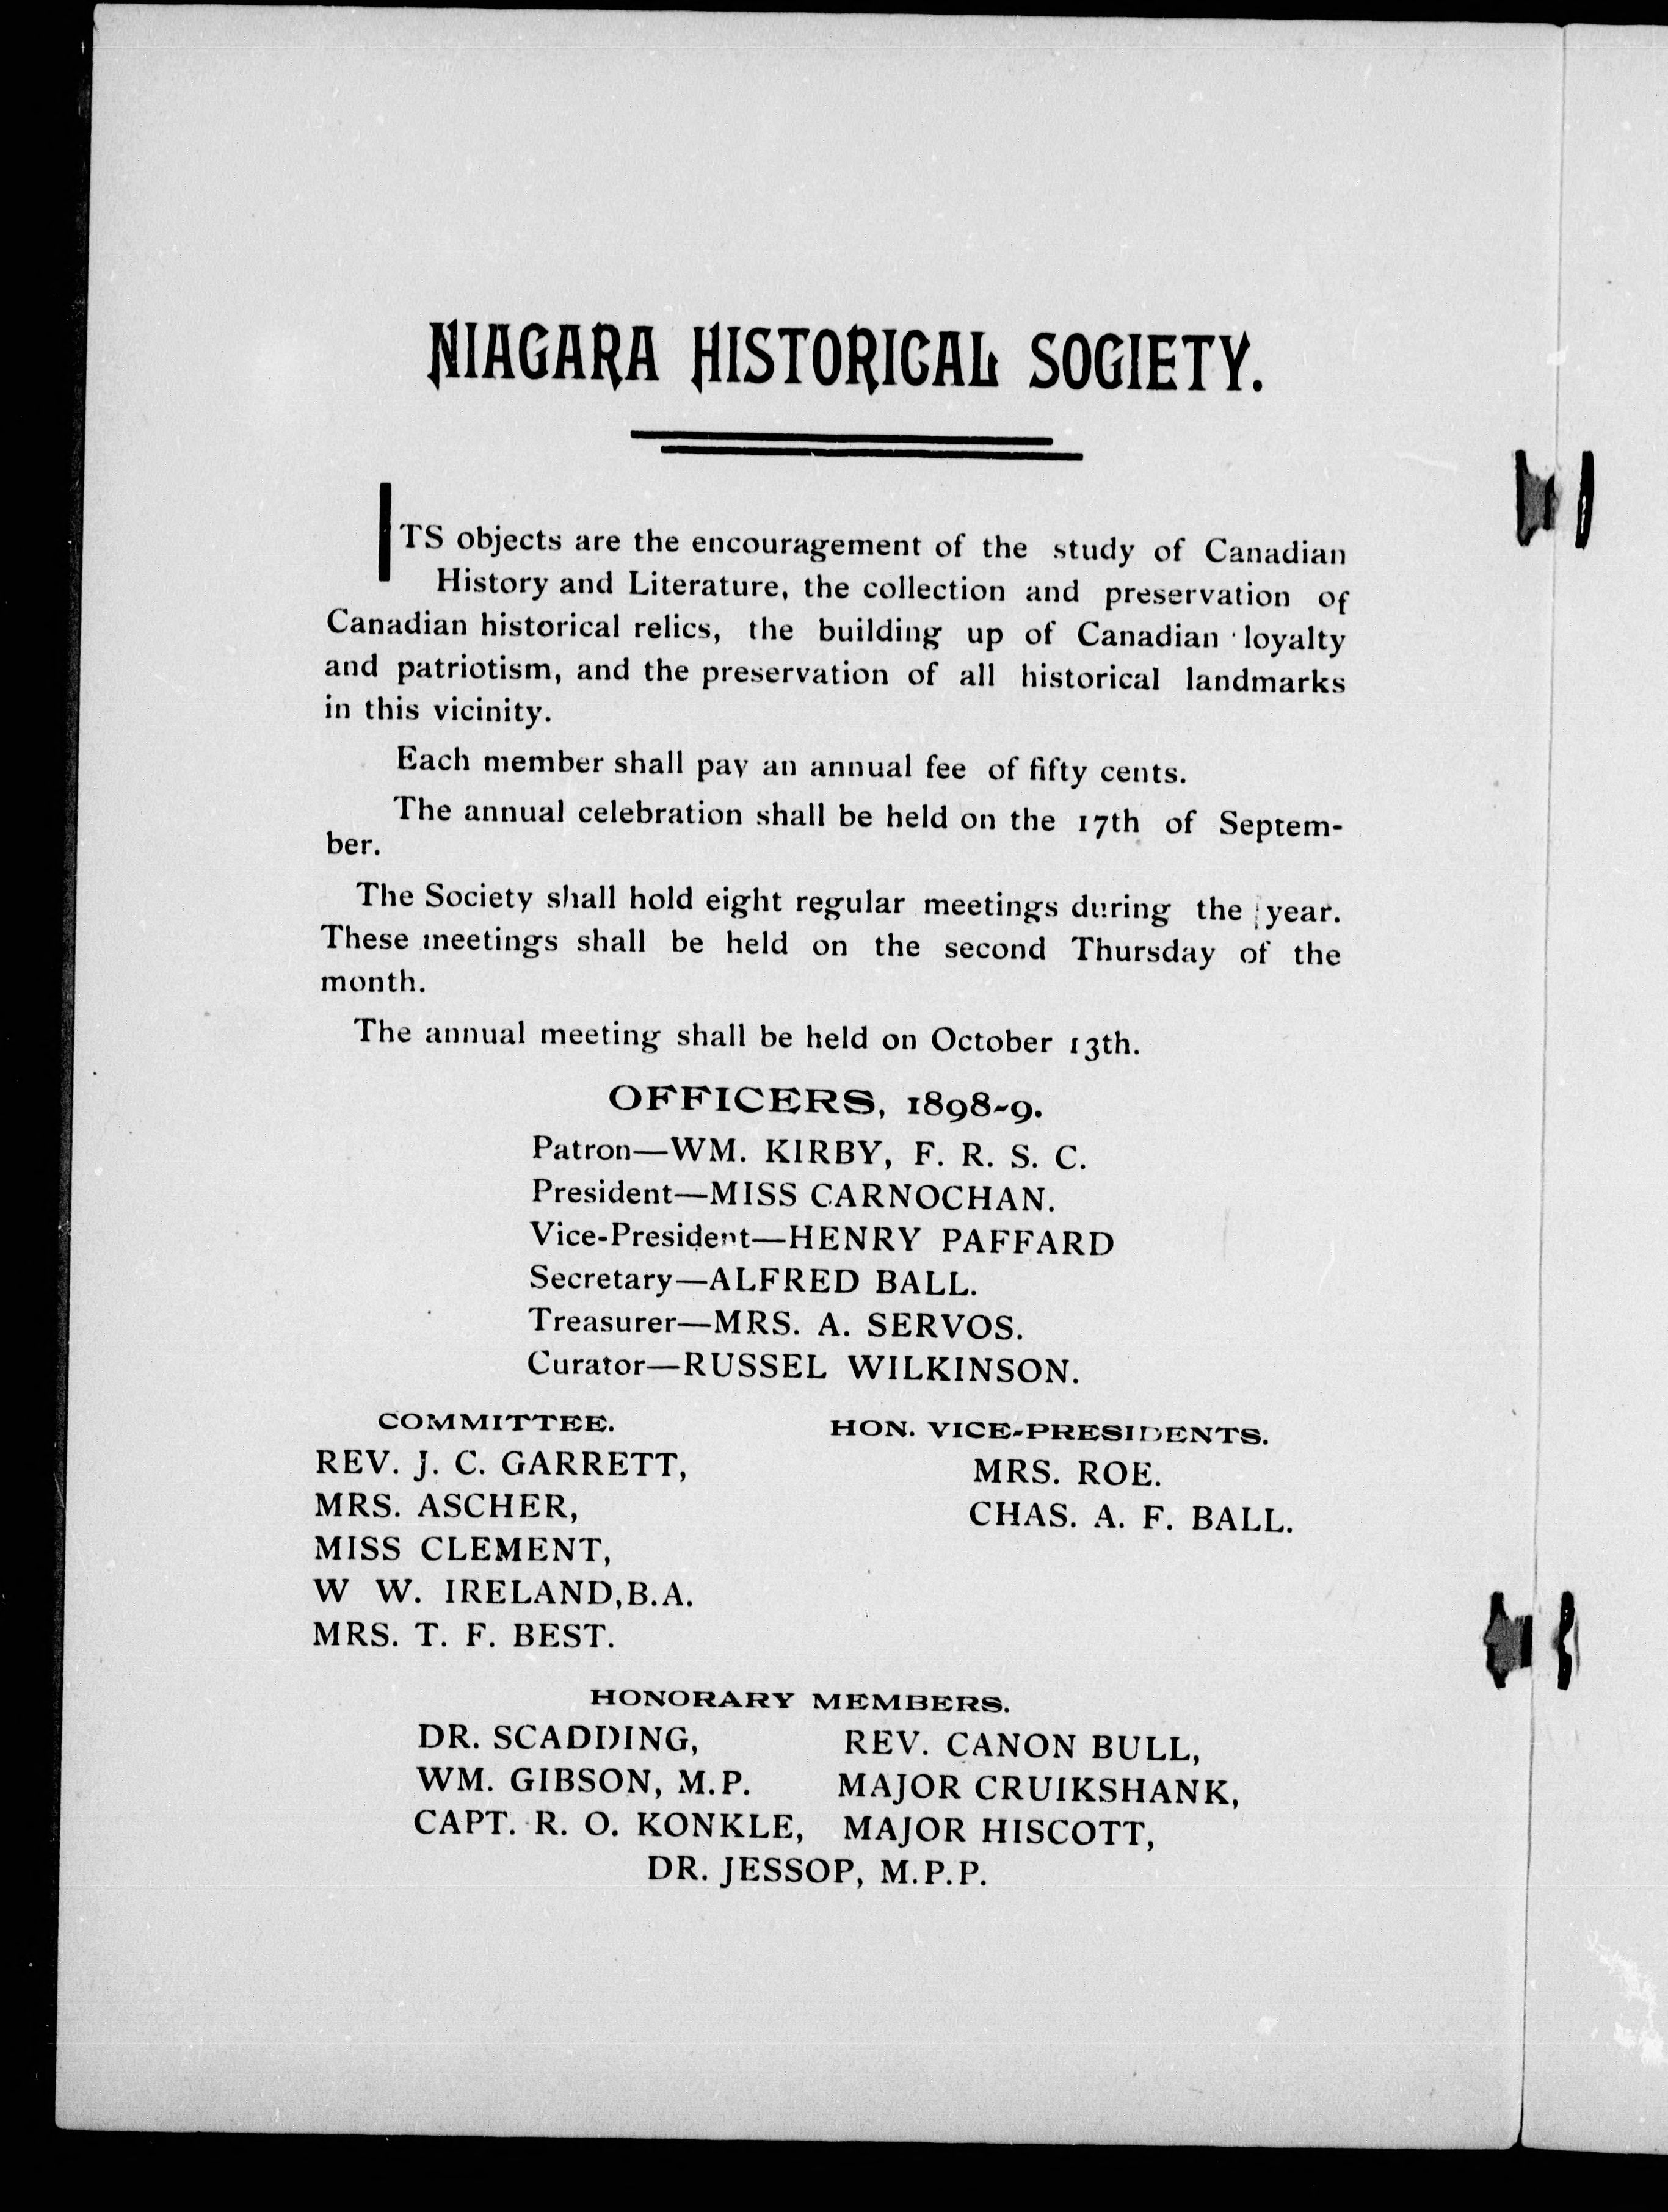 NIAGARA HISTORICAL SOCIETY.
ITS objects are the encouragement of the study of Canadian
History and Literature, the collection and preservation of
Canadian historical relics, the building up of Canadian loyalty
and patriotism, and the preservation of all historical landmarks
in this vicinity.
Each member shall pay an annual fee of fifty cents.
The annual celebration shall be held on the 17th of Septem-
ber.
The Society shall hold eight regular meetings during the year.
These meetings shall be held on the second Thursday of the
month.
The annual meeting shall be held on October 13th.
OFFICERS, 1898-9.
Patron—WM. KIRBY, F. R. S. C.
President—MISS CARNOCHAN.
Vice-President—HENRY PAFFARD
Secretary—ALFRED BALL.
Treasurer—MRS. A. SERVOS.
Curator—RUSSEL WILKINSON.
COMMITTEE.
REV. J. C. GARRETT,
MRS. ASCHER,
MISS CLEMENT,
W W. IRELAND,B.A.
MRS. T. F. BEST.
HON. VICE-PRESIDENTS.
MRS. ROE.
CHAS. A. F. BALL.
HONORARY MEMBERS.
DR. SCADDING, REV. CANON BULL,
WM. GIBSON, M.P. MAJOR CRUIKSHANK,
CAPT. R. O. KONKLE, MAJOR HISCOTT,
DR. JESSOP, M.P.P.